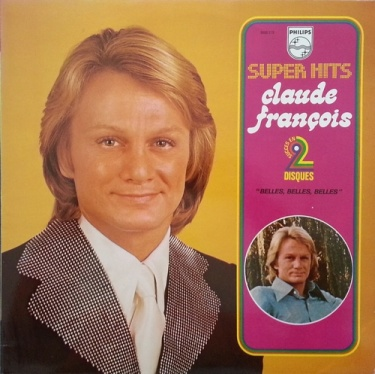 PHILIPS
SUPER HITS
claude
françois
2
DISQUES
"BELLES, BELLES, BELLES"